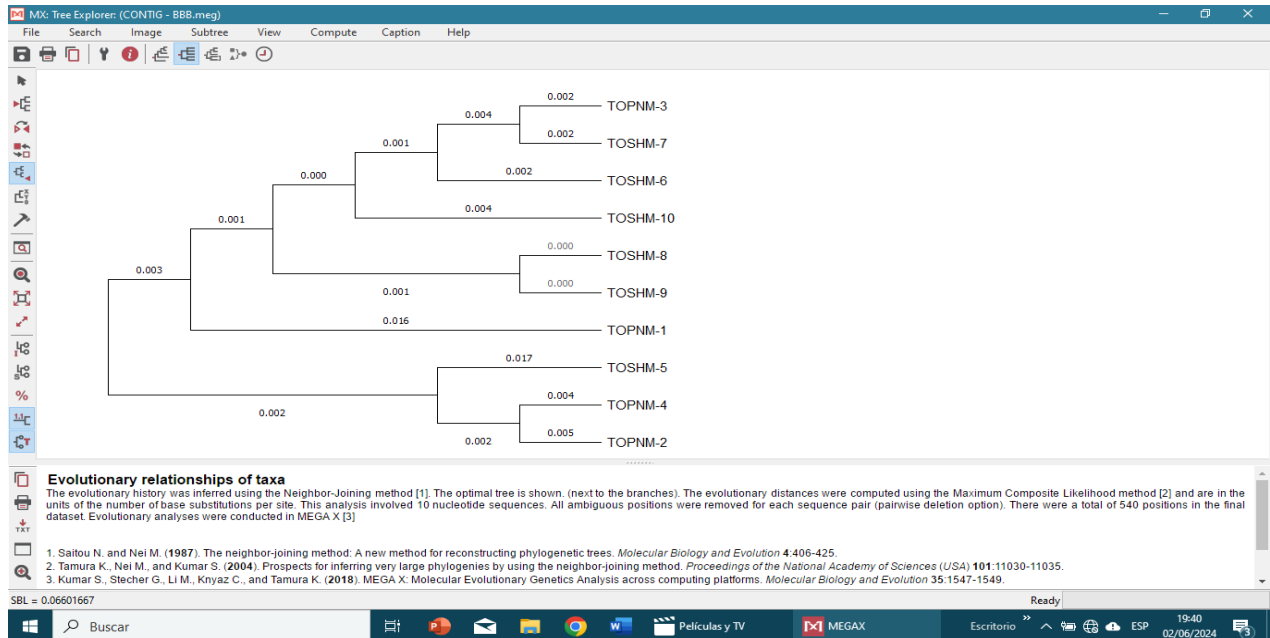 MX: Tree Explorer: (CONTIG - BBB.meg)
File Search Image Subtree View Compute Caption Help
0.002 TOPNM-3
0.004
0.002 TOSHM-7
0.001
0.002 TOSHM-6
0.000
0.004 TOSHM-10
0.001
0.000 TOSHM-8
0.003
0.000 TOSHM-9
0.001
0.016 TOPNM-1
0.017 TOSHM-5
0.004 TOPNM-4
0.002
0.002 0.005 TOPNM-2
Evolutionary relationships of taxa
The evolutionary history was inferred using the Neighbor-Joining method [1]. The optimal tree is shown. (next to the branches). The evolutionary distances were computed using the Maximum Composite Likelihood method [2] and are in the
units of the number of base substitutions per site. This analysis involved 10 nucleotide sequences. All ambiguous positions were removed for each sequence pair (pairwise deletion option). There were a total of 540 positions in the final
dataset. Evolutionary analyses were conducted in MEGA X [3]
1. Saitou N. and Nei M. (1987). The neighbor-joining method: A new method for reconstructing phylogenetic trees. Molecular Biology and Evolution 4:406-425.
2. Tamura K., Nei M., and Kumar S. (2004). Prospects for inferring very large phylogenies by using the neighbor-joining method. Proceedings of the National Academy of Sciences (USA) 101:11030-11035.
3. Kumar S., Stecher G., Li M., Knyaz C., and Tamura K. (2018). MEGA X: Molecular Evolutionary Genetics Analysis across computing platforms. Molecular Biology and Evolution 35:1547-1549.
SBL = 0.06601667 Ready
Buscar Películas y TV MEGAX Escritorio ESP 19:40
02/06/2024